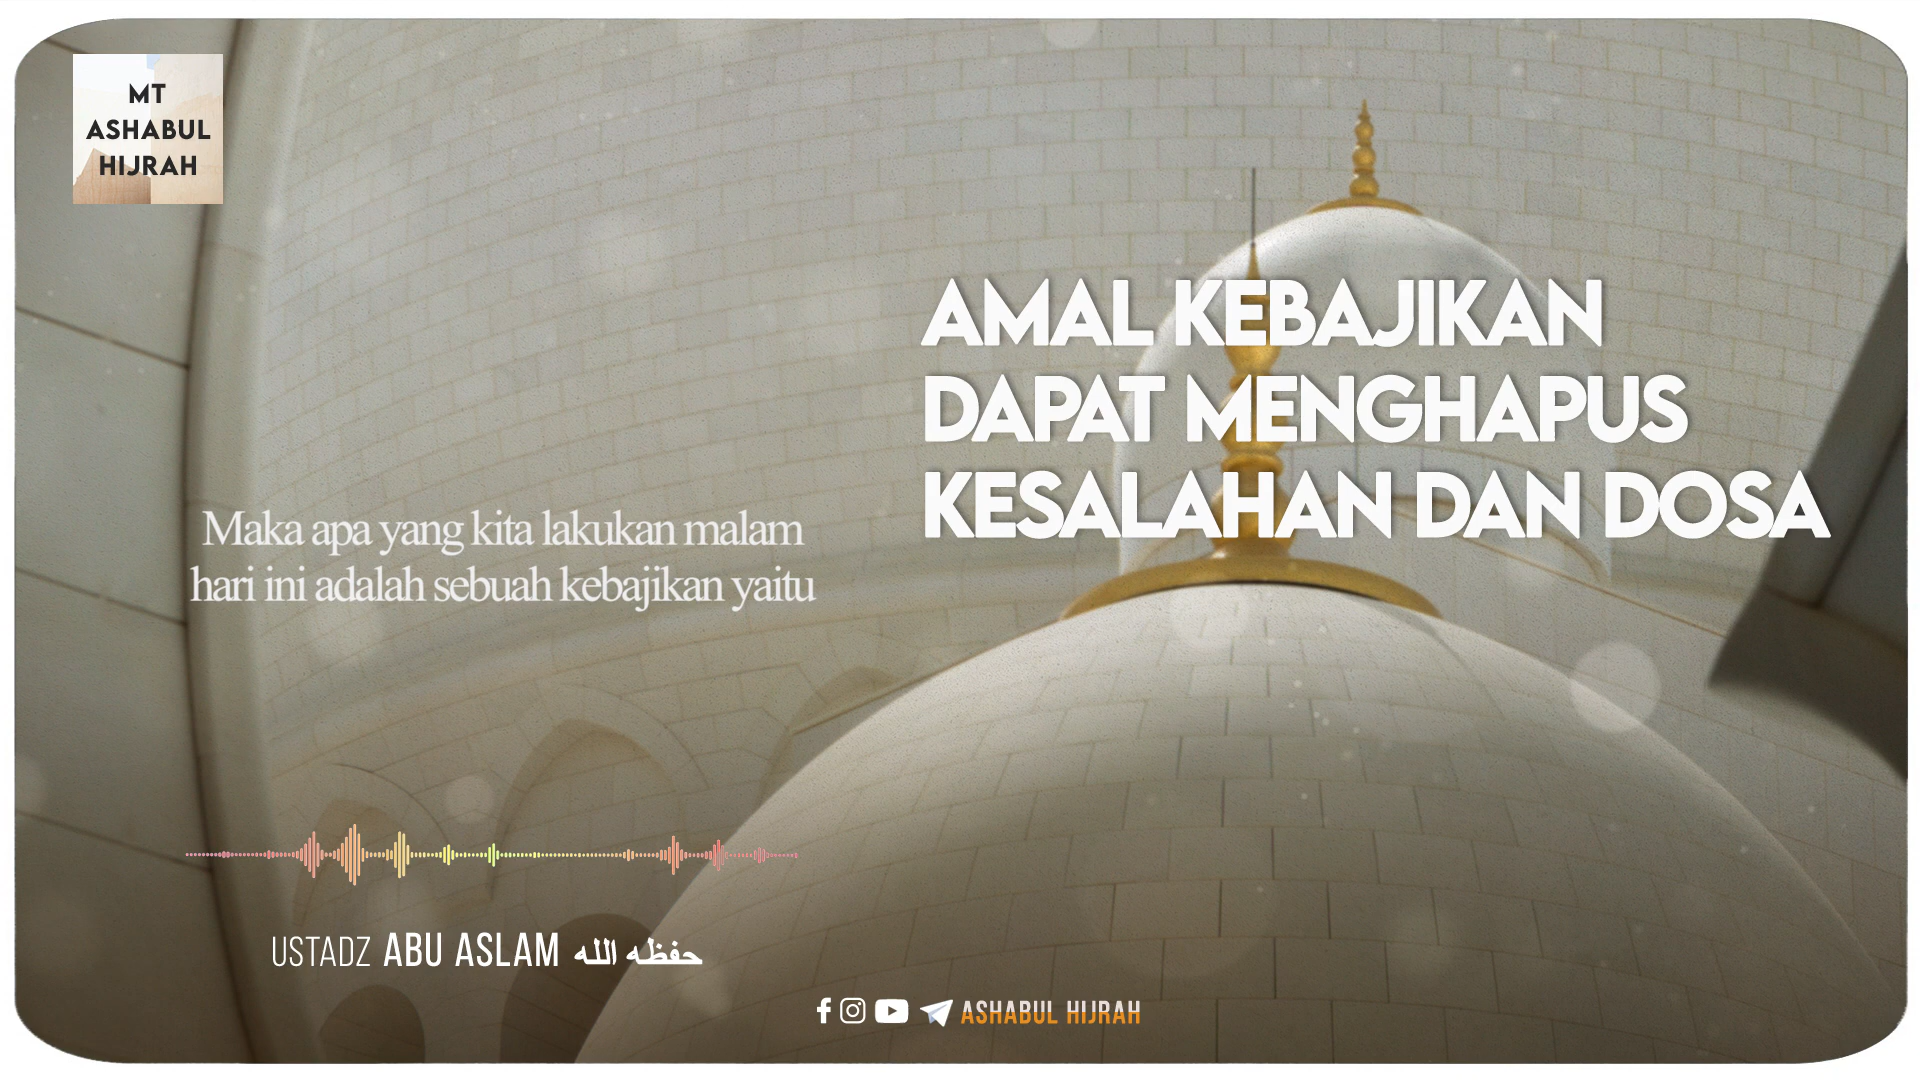 MT
ASHABUL
HIJRAH
AMAL KEBAJIKAN
DAPAT MENGHAPUS
KESALAHAN DAN DOSA
Maka apa yang kita lakukan malam
hari ini adalah sebuah kebajikan yaitu
USTADZ ABU ASLAM حفظه الله
ASHABUL HIJRAH